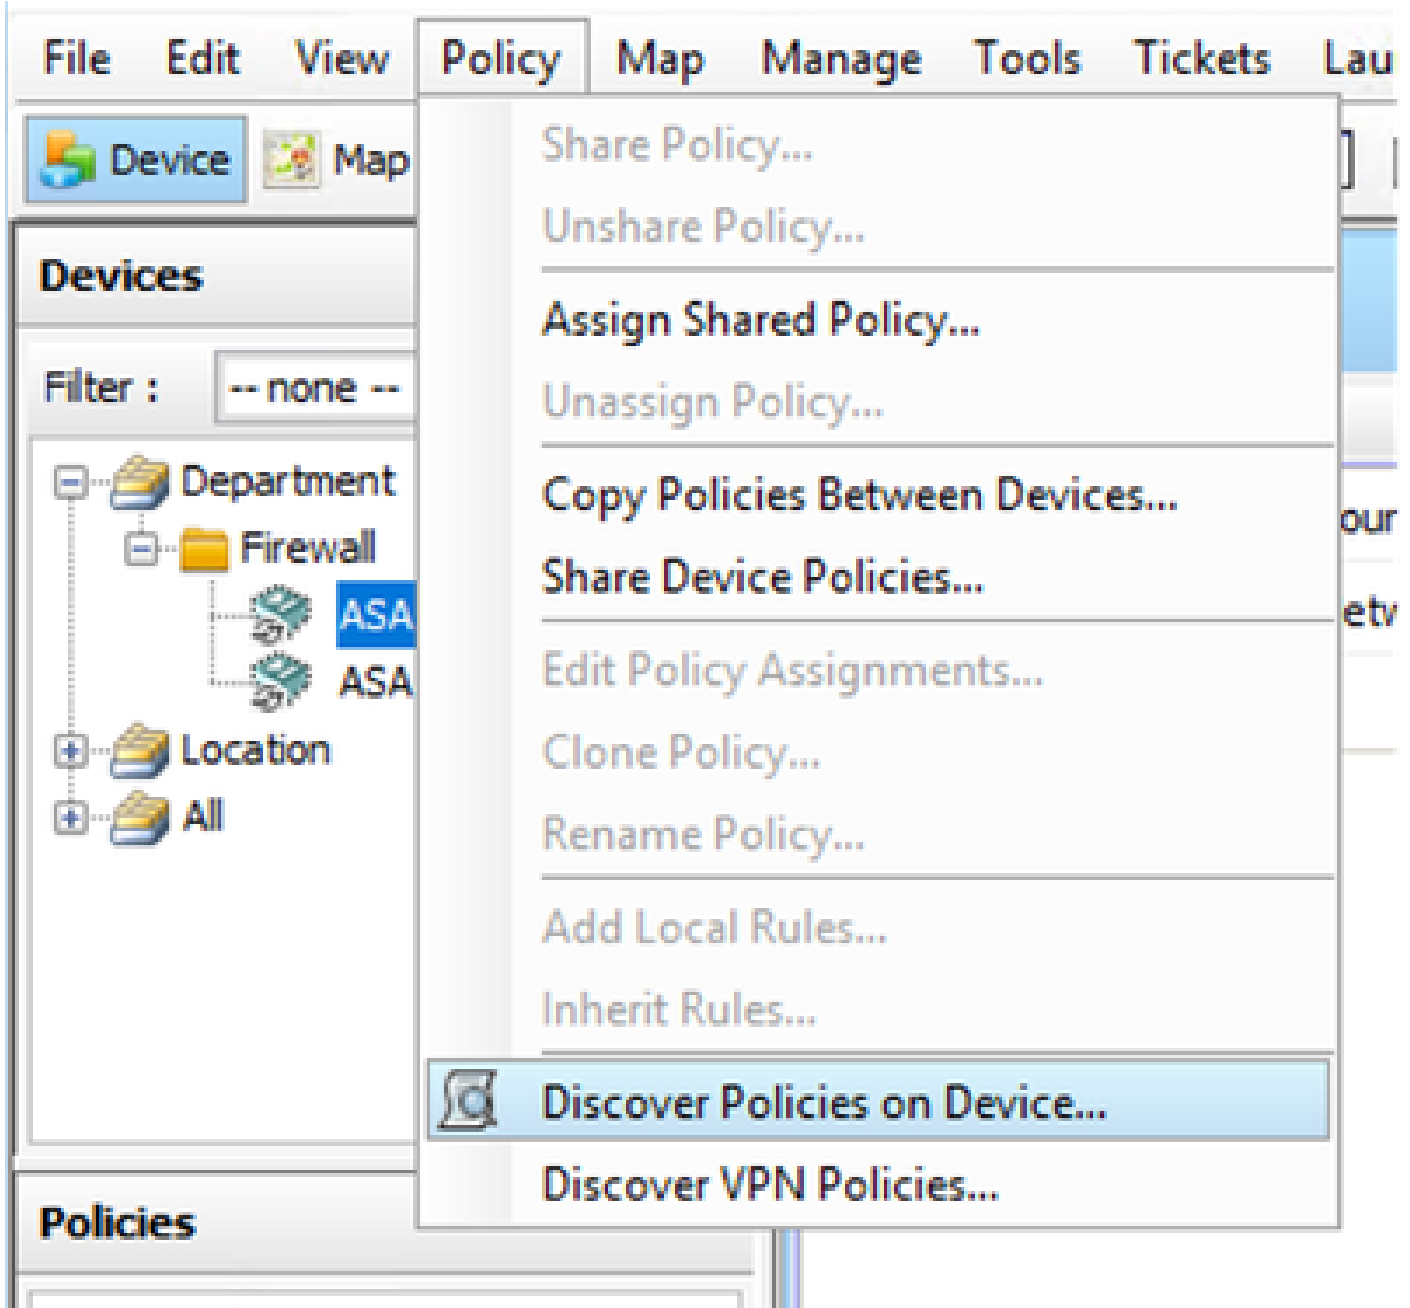 File Edit View Policy Map Manage Tools Tickets Lau
Device Map
Share Policy...
Unshare Policy...
Devices
Assign Shared Policy...
Filter : -- none --
Unassign Policy...
Department
Copy Policies Between Devices...
our
Firewall
Share Device Policies...
ASA
etw
Edit Policy Assignments...
ASA
Location
Clone Policy...
All
Rename Policy...
Add Local Rules...
Inherit Rules...
Discover Policies on Device...
Discover VPN Policies...
Policies